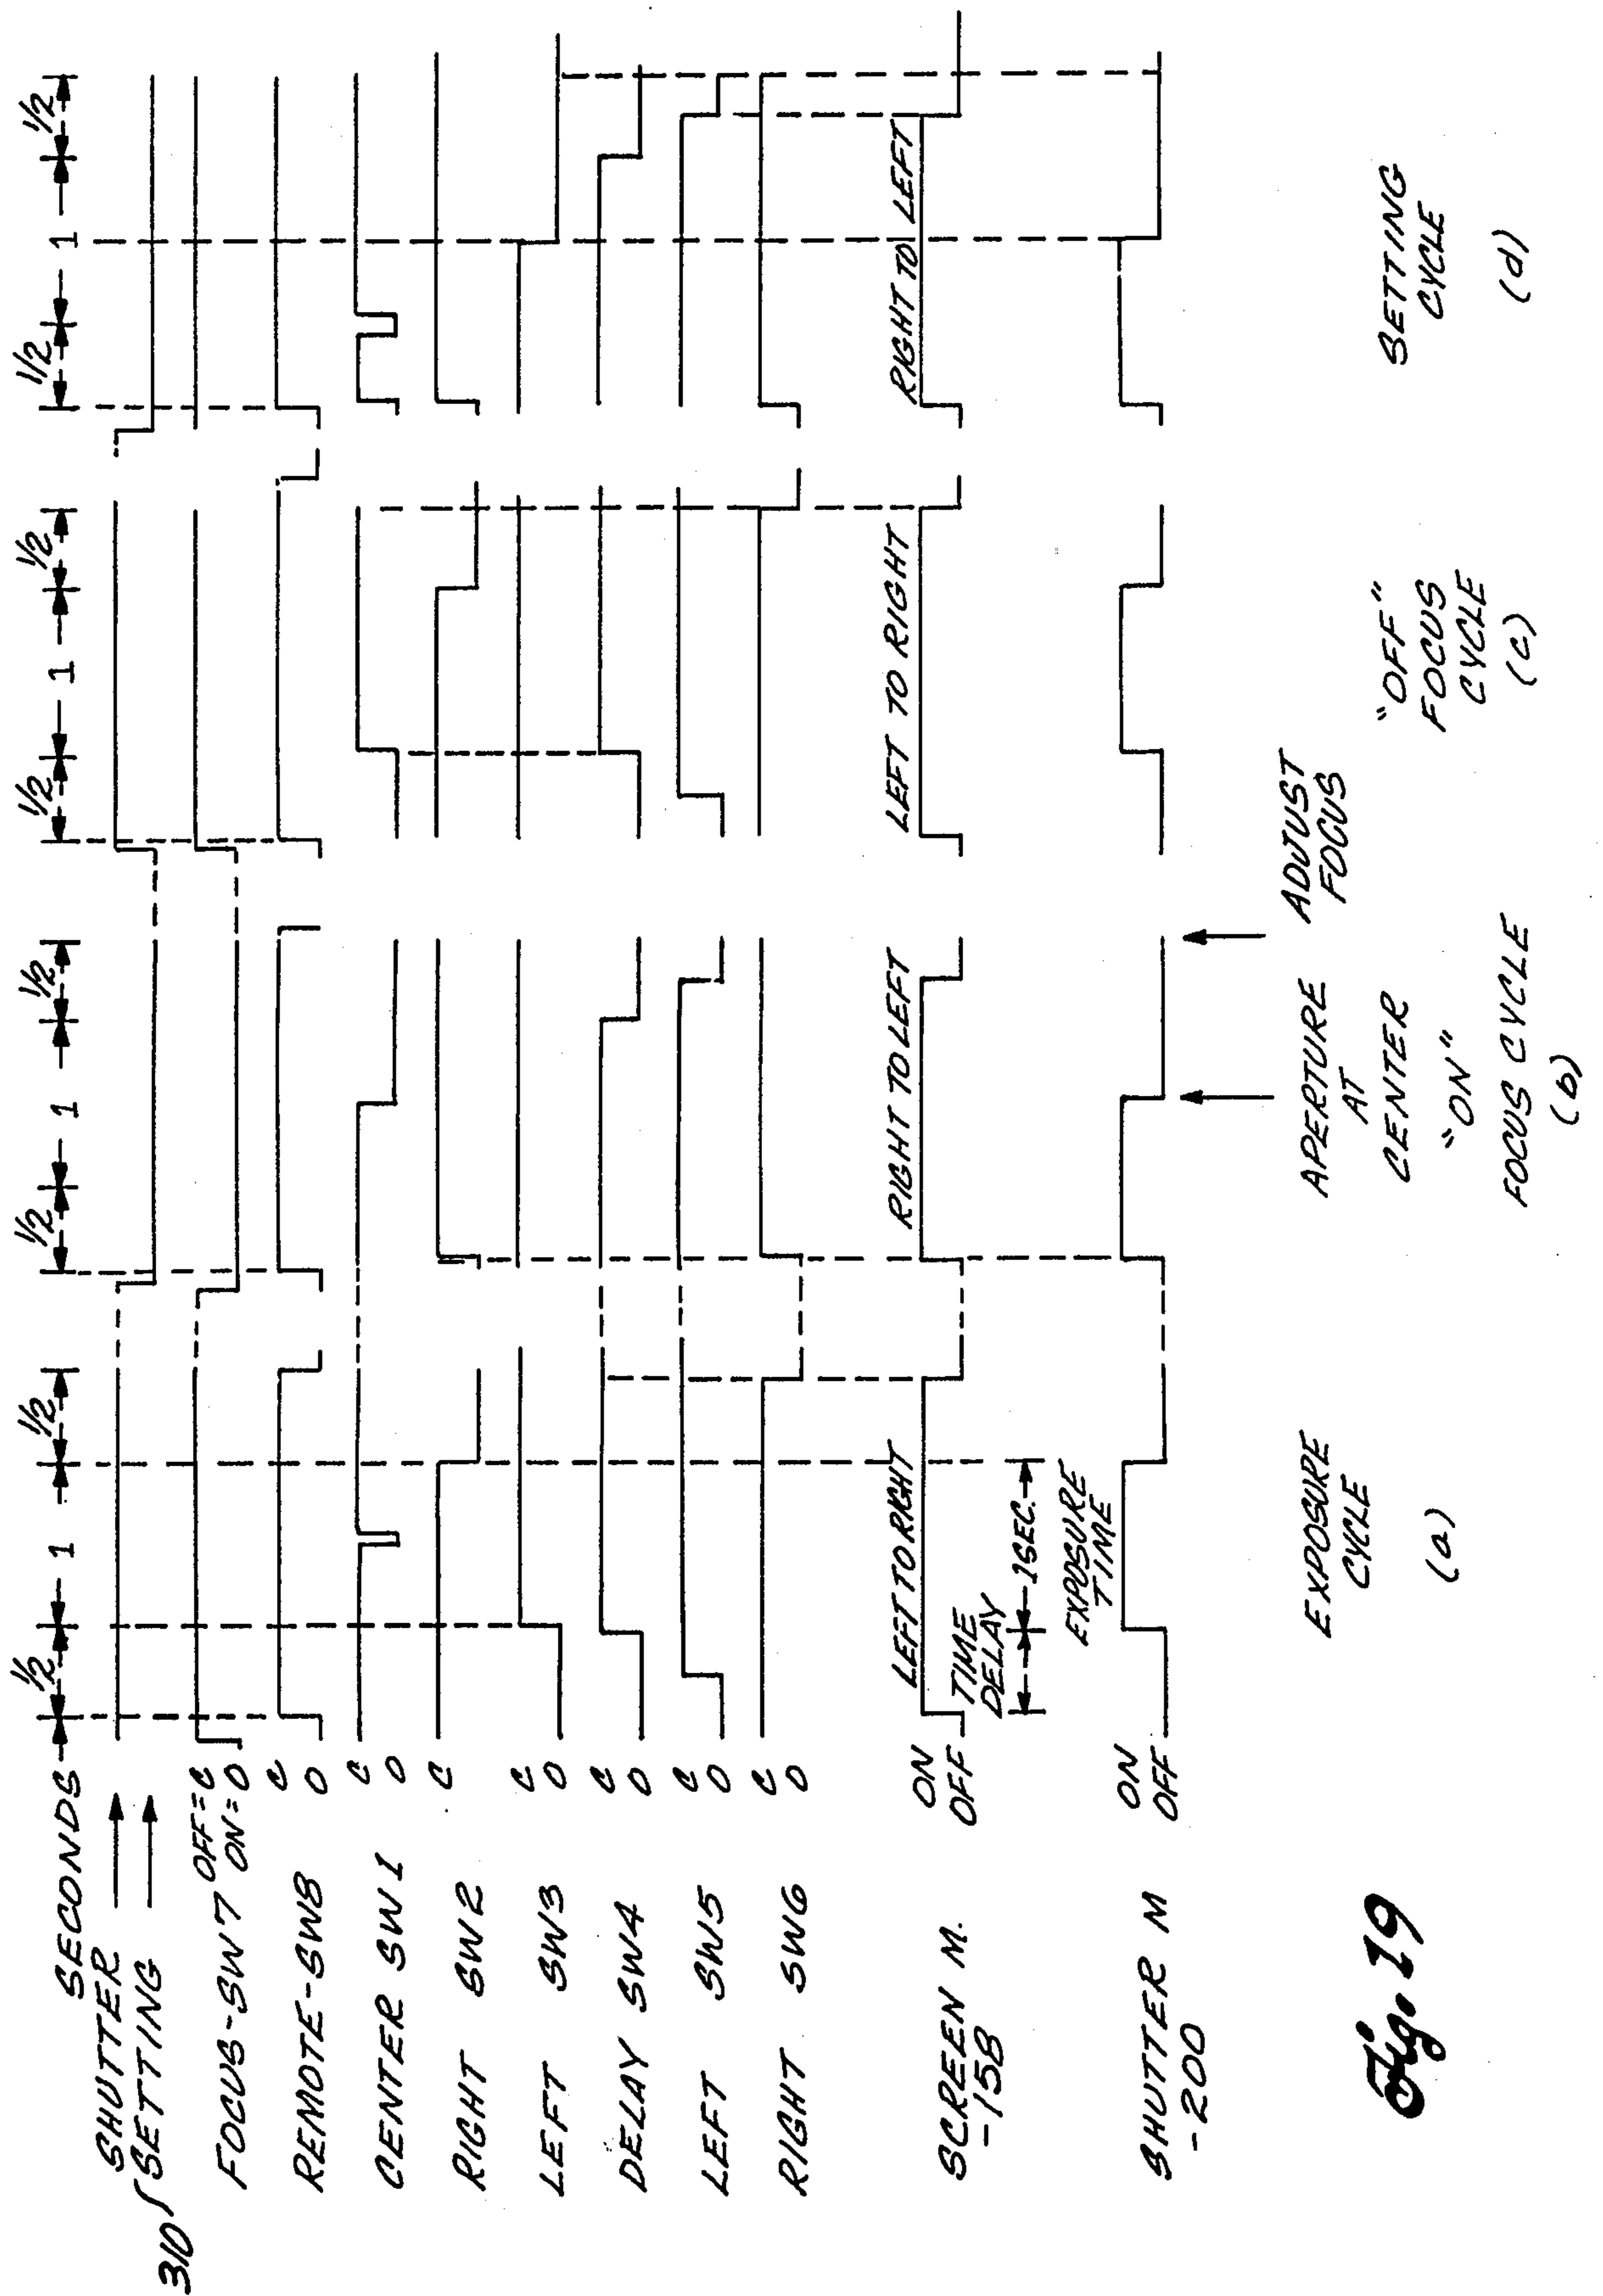 SECONDS
1/2
1
1/2
1/2
1
1/2
1/2
1
1/2
1/2
1
1/2
310
SHUTTER
SETTING
FOCUS-SW7 OFF=C
ON=O
REMOTE-SW8 C
O
CENTER SW1 C
O
RIGHT SW2 C
LEFT SW3 C
O
DELAY SW4 C
O
LEFT SW5 C
O
RIGHT SW6 C
O
SCREEN M.
-158
ON
OFF
LEFT TO RIGHT
RIGHT TO LEFT
LEFT TO RIGHT
RIGHT TO LEFT
TIME
DELAY
1 SEC.
EXPOSURE
TIME
SHUTTER M
-200
ON
OFF
EXPOSURE
CYCLE
(a)
APERTURE
AT
CENTER
"ON"
FOCUS CYCLE
(b)
ADJUST
FOCUS
"OFF"
FOCUS
CYCLE
(c)
SETTING
CYCLE
(d)
Fig. 19